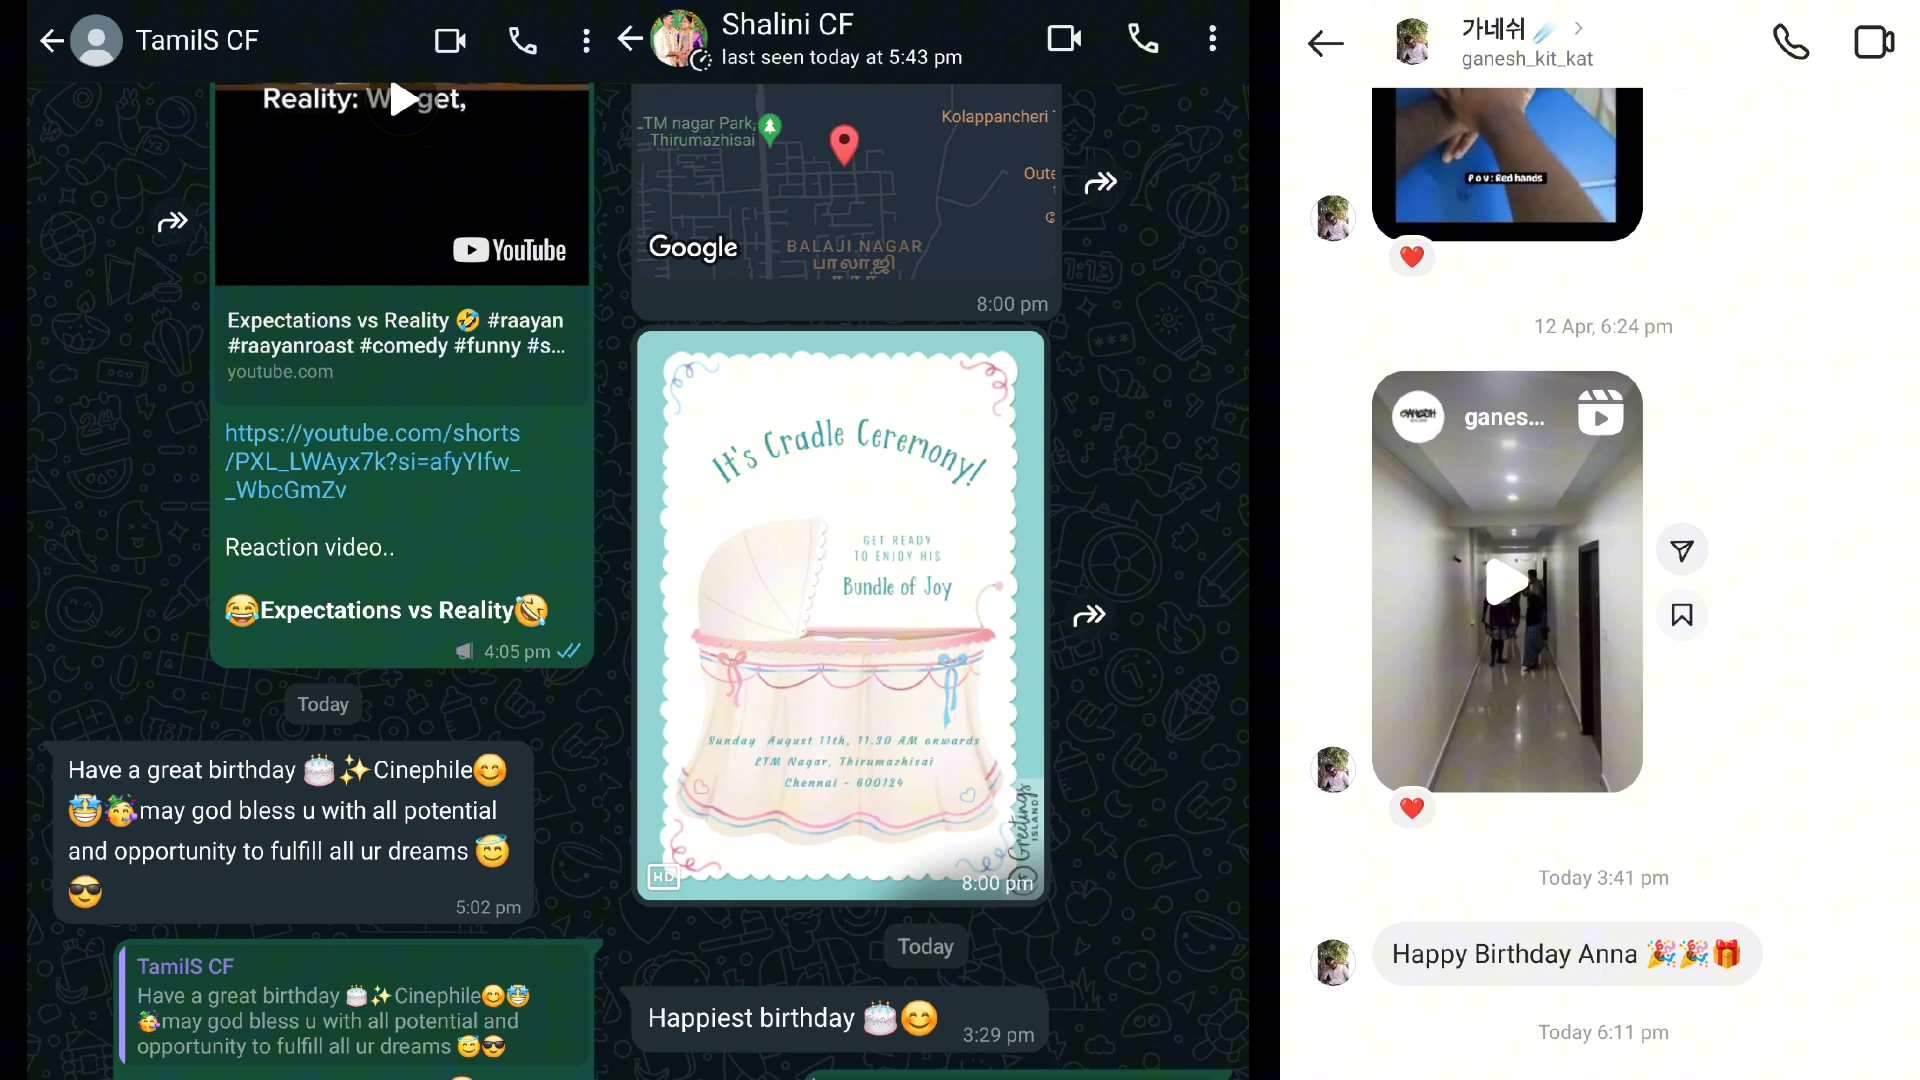 TamilS CF
Reality: W get,
YouTube
Expectations vs Reality 🤣 #raayan
#raayanroast #comedy #funny #s...
youtube.com
https://youtube.com/shorts
/PXL_LWAyx7k?si=afyYIfw_
_WbcGmZv
Reaction video..
😂Expectations vs Reality🤣
4:05 pm
Today
Have a great birthday 🎂✨Cinephile😊
🤩🥳may god bless u with all potential
and opportunity to fulfill all ur dreams 😇
😎
5:02 pm
TamilS CF
Have a great birthday 🎂✨Cinephile😊🤩
🥳may god bless u with all potential and
opportunity to fulfill all ur dreams 😇😎
Shalini CF
last seen today at 5:43 pm
TM nagar Park,
Thirumazhisai
Kolappancheri
Oute
Google
BALAJI NAGAR
பாலாஜி
8:00 pm
It's Cradle Ceremony!
GET READY
TO ENJOY HIS
Bundle of Joy
Sunday August 11th, 11.30 AM onwards
LTM Nagar, Thirumazhisai
Chennai - 600124
Greetings
ISLAND
HD
8:00 pm
Today
Happiest birthday 🎂😊
3:29 pm
가네쉬 ☄️
ganesh_kit_kat
P o v : Red hands
12 Apr, 6:24 pm
GANESH
ganes...
Today 3:41 pm
Happy Birthday Anna 🎉🎉🎁
Today 6:11 pm